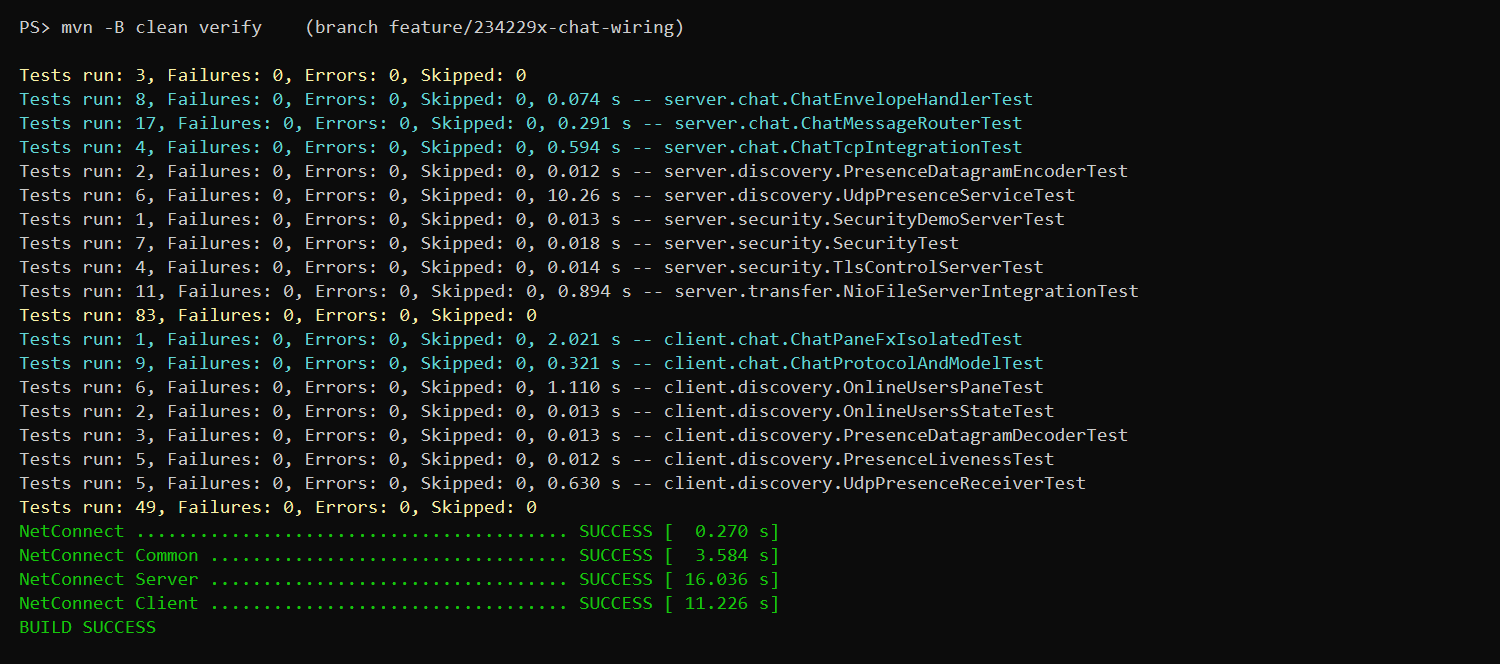 PS> mvn -B clean verify    (branch feature/234229x-chat-wiring)
Tests run: 3, Failures: 0, Errors: 0, Skipped: 0
Tests run: 8, Failures: 0, Errors: 0, Skipped: 0, 0.074 s -- server.chat.ChatEnvelopeHandlerTest
Tests run: 17, Failures: 0, Errors: 0, Skipped: 0, 0.291 s -- server.chat.ChatMessageRouterTest
Tests run: 4, Failures: 0, Errors: 0, Skipped: 0, 0.594 s -- server.chat.ChatTcpIntegrationTest
Tests run: 2, Failures: 0, Errors: 0, Skipped: 0, 0.012 s -- server.discovery.PresenceDatagramEncoderTest
Tests run: 6, Failures: 0, Errors: 0, Skipped: 0, 10.26 s -- server.discovery.UdpPresenceServiceTest
Tests run: 1, Failures: 0, Errors: 0, Skipped: 0, 0.013 s -- server.security.SecurityDemoServerTest
Tests run: 7, Failures: 0, Errors: 0, Skipped: 0, 0.018 s -- server.security.SecurityTest
Tests run: 4, Failures: 0, Errors: 0, Skipped: 0, 0.014 s -- server.security.TlsControlServerTest
Tests run: 11, Failures: 0, Errors: 0, Skipped: 0, 0.894 s -- server.transfer.NioFileServerIntegrationTest
Tests run: 83, Failures: 0, Errors: 0, Skipped: 0
Tests run: 1, Failures: 0, Errors: 0, Skipped: 0, 2.021 s -- client.chat.ChatPaneFxIsolatedTest
Tests run: 9, Failures: 0, Errors: 0, Skipped: 0, 0.321 s -- client.chat.ChatProtocolAndModelTest
Tests run: 6, Failures: 0, Errors: 0, Skipped: 0, 1.110 s -- client.discovery.OnlineUsersPaneTest
Tests run: 2, Failures: 0, Errors: 0, Skipped: 0, 0.013 s -- client.discovery.OnlineUsersStateTest
Tests run: 3, Failures: 0, Errors: 0, Skipped: 0, 0.013 s -- client.discovery.PresenceDatagramDecoderTest
Tests run: 5, Failures: 0, Errors: 0, Skipped: 0, 0.012 s -- client.discovery.PresenceLivenessTest
Tests run: 5, Failures: 0, Errors: 0, Skipped: 0, 0.630 s -- client.discovery.UdpPresenceReceiverTest
Tests run: 49, Failures: 0, Errors: 0, Skipped: 0
NetConnect ......................................... SUCCESS [  0.270 s]
NetConnect Common .................................. SUCCESS [  3.584 s]
NetConnect Server .................................. SUCCESS [ 16.036 s]
NetConnect Client .................................. SUCCESS [ 11.226 s]
BUILD SUCCESS